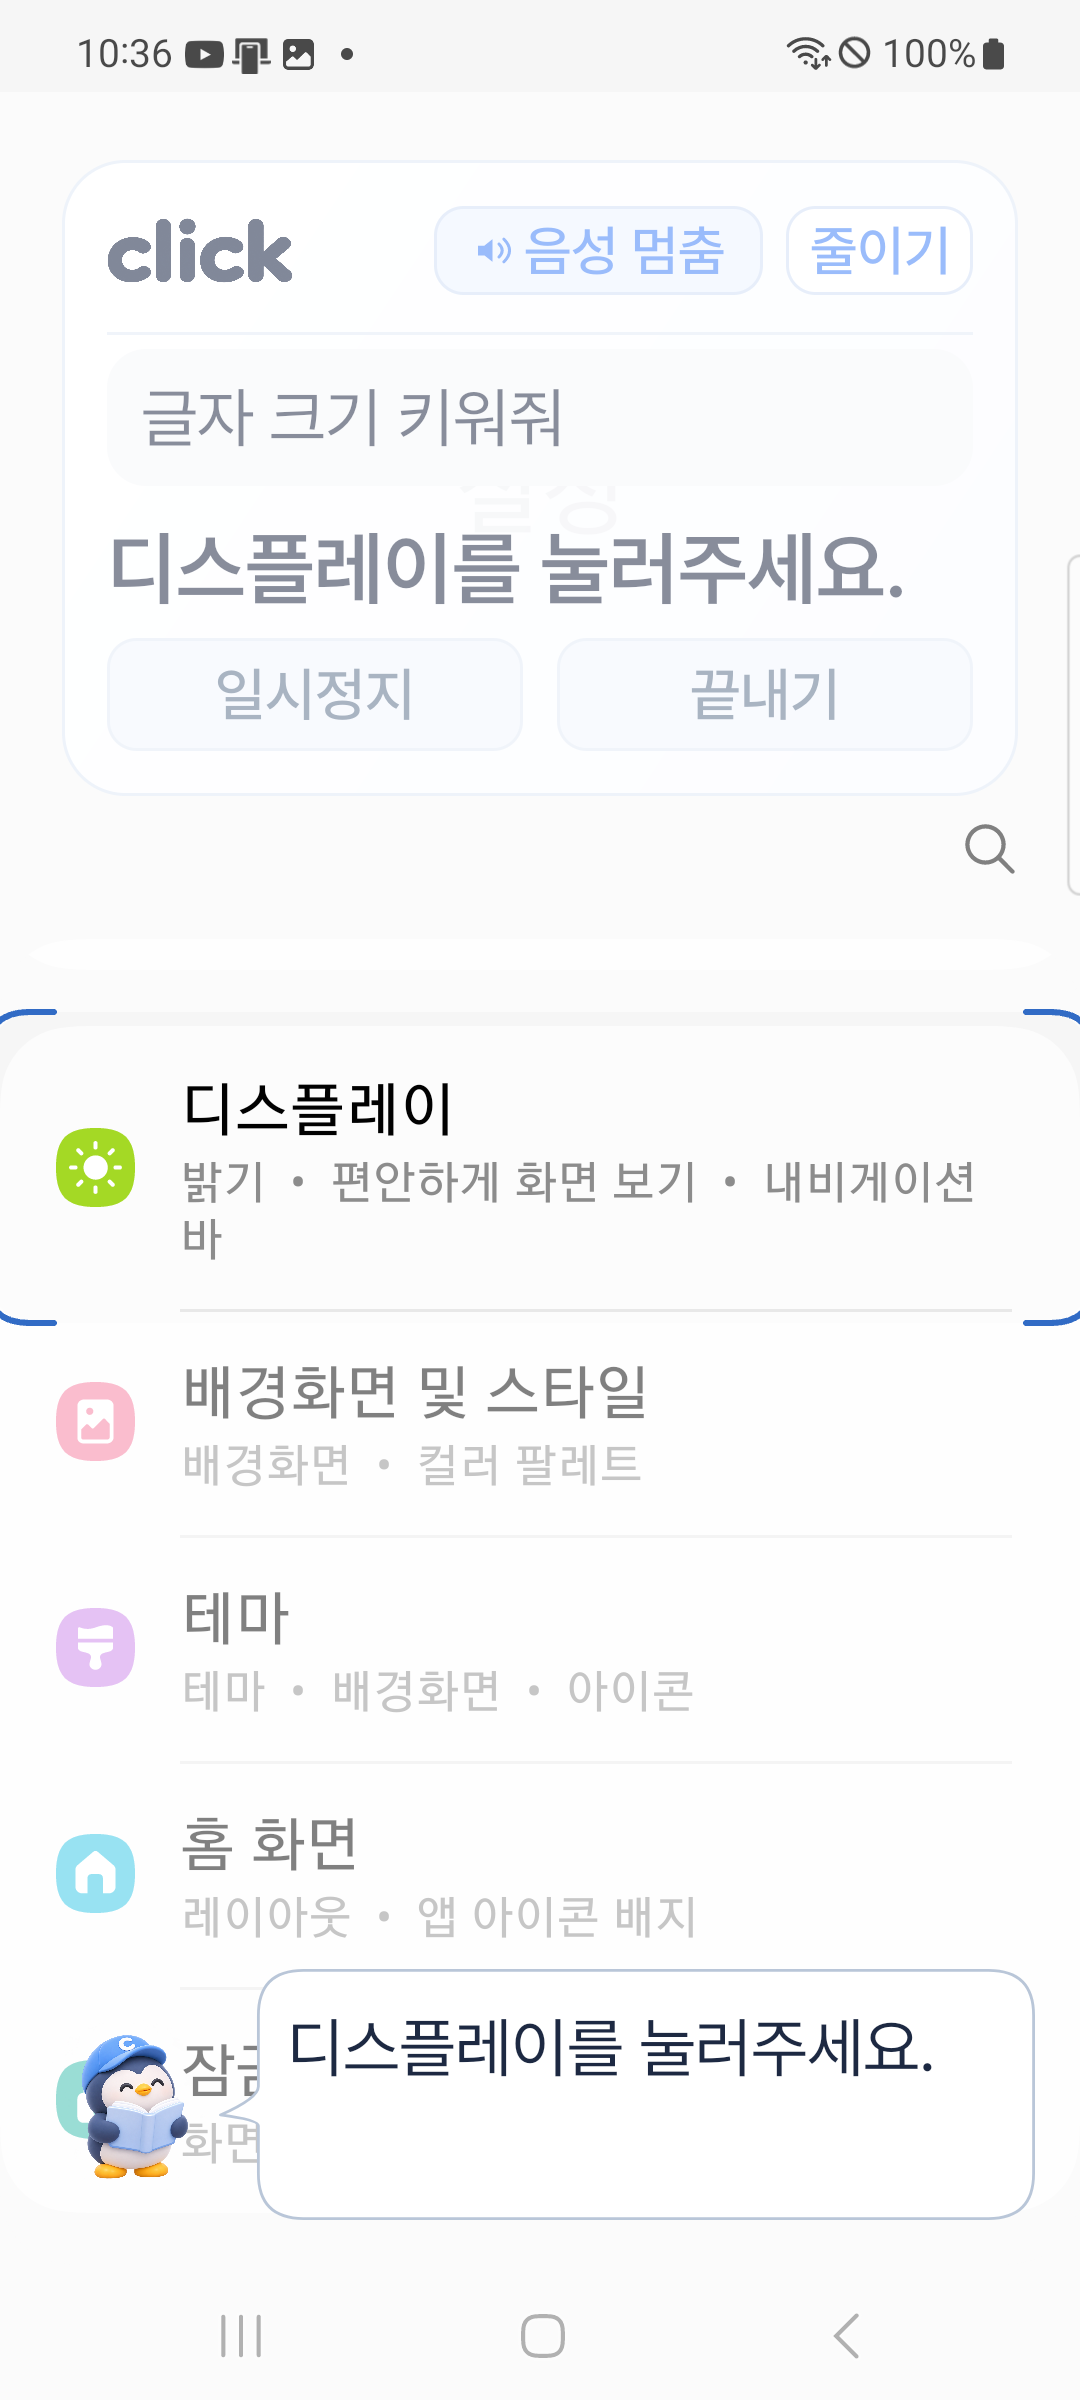 10:36
100%
click
음성 멈춤
줄이기
글자 크기 키워줘
설정
디스플레이를 눌러주세요.
일시정지
끝내기
디스플레이
밝기 • 편안하게 화면 보기 • 내비게이션
바
배경화면 및 스타일
배경화면 • 컬러 팔레트
테마
테마 • 배경화면 • 아이콘
홈 화면
레이아웃 • 앱 아이콘 배지
디스플레이를 눌러주세요.
화면